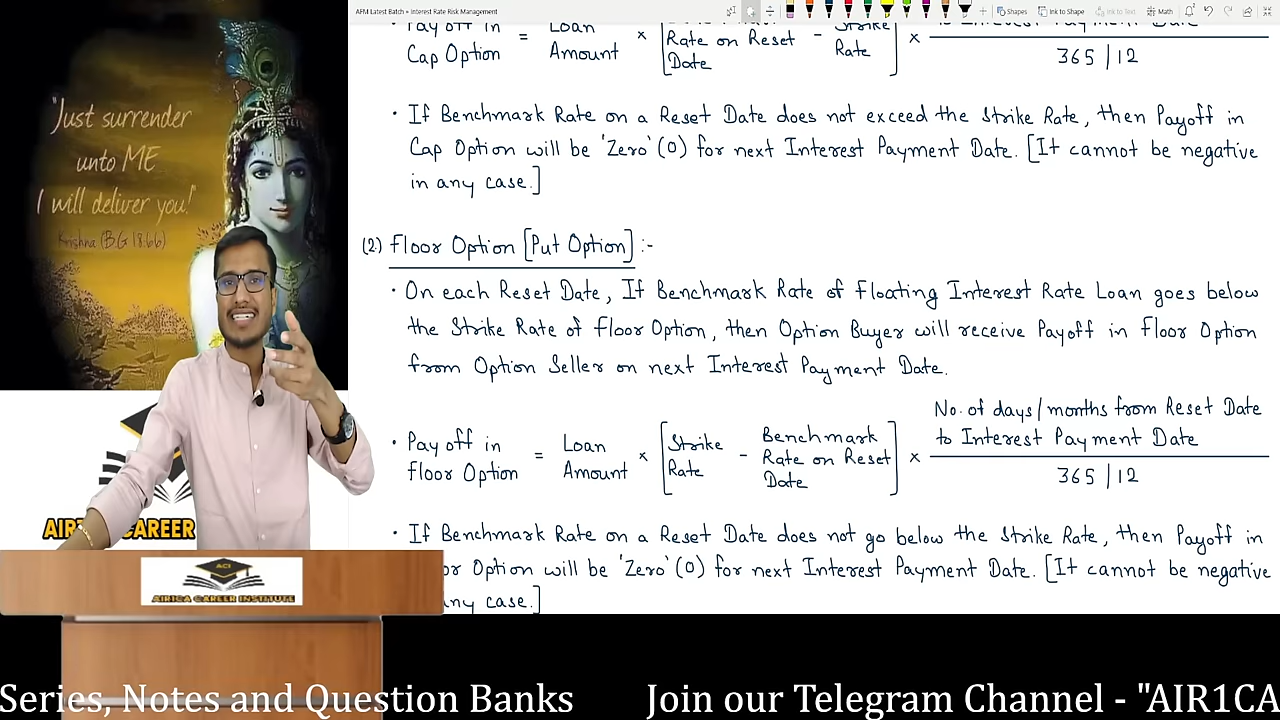 AFM Latest Batch » Interest Rate Risk Management
Shapes Ink to Shape Ink to Text Math
"Just surrender
unto ME
I will deliver you!"
Krishna (BG 18:66)
Pay off in = Loan × Rate on Reset - Strike ×
Cap Option Amount Date Rate 365 | 12
• If Benchmark Rate on a Reset Date does not exceed the Strike Rate, then Payoff in
Cap Option will be 'Zero' (0) for next Interest Payment Date. [It cannot be negative
in any case.]
(2) Floor Option [Put Option] :-
• On each Reset Date, If Benchmark Rate of Floating Interest Rate Loan goes below
the Strike Rate of Floor Option, then Option Buyer will receive Payoff in Floor Option
from Option Seller on next Interest Payment Date.
No. of days/months from Reset Date
• Pay off in = Loan × [Strike - Benchmark Rate on Reset Date] × to Interest Payment Date
Floor Option Amount Rate 365 | 12
• If Benchmark Rate on a Reset Date does not go below the Strike Rate, then Payoff in
or Option will be 'Zero' (0) for next Interest Payment Date. [It cannot be negative
any case.]
AIR1 CAREER
ACI
AIR1CA CAREER INSTITUTE
Series, Notes and Question Banks Join our Telegram Channel - "AIR1CA